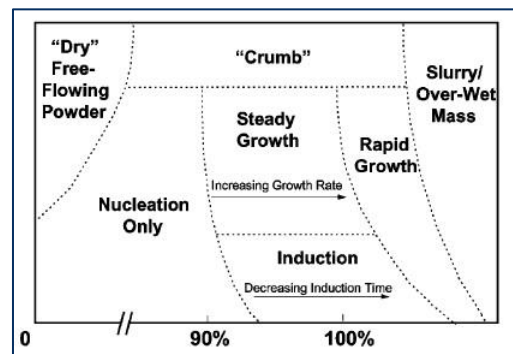 “Dry”
Free-
Flowing
Powder
“Crumb”
Slurry/
Over-Wet
Mass
Steady
Growth
Rapid
Growth
Increasing Growth Rate
Nucleation
Only
Induction
Decreasing Induction Time
0
90%
100%